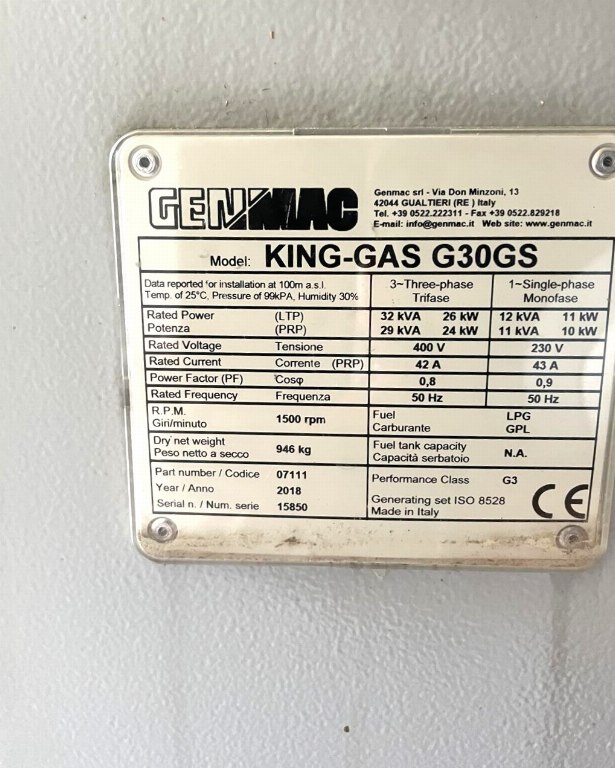 GENMAC
Genmac srl - Via Don Minzoni, 13
42044 GUALTIERI (RE ) Italy
Tel. +39 0522.222311 - Fax +39 0522.829218
E-mail: info@genmac.it Web site: www.genmac.it
Model: KING-GAS G30GS
Data reported for installation at 100m a.s.l.
Temp. of 25°C, Pressure of 99kPA, Humidity 30%
3~Three-phase
Trifase
1~Single-phase
Monofase
Rated Power (LTP) 32 kVA 26 kW 12 kVA 11 kW
Potenza (PRP) 29 kVA 24 kW 11 kVA 10 kW
Rated Voltage Tensione 400 V 230 V
Rated Current Corrente (PRP) 42 A 43 A
Power Factor (PF) Cosφ 0,8 0,9
Rated Frequency Frequenza 50 Hz 50 Hz
R.P.M.
Giri/minuto 1500 rpm
Fuel LPG
Carburante GPL
Dry net weight
Peso netto a secco 946 kg
Fuel tank capacity
Capacità serbatoio N.A.
Part number / Codice 07111
Year / Anno 2018
Serial n. / Num. serie 15850
Performance Class G3
Generating set ISO 8528
Made in Italy
CE